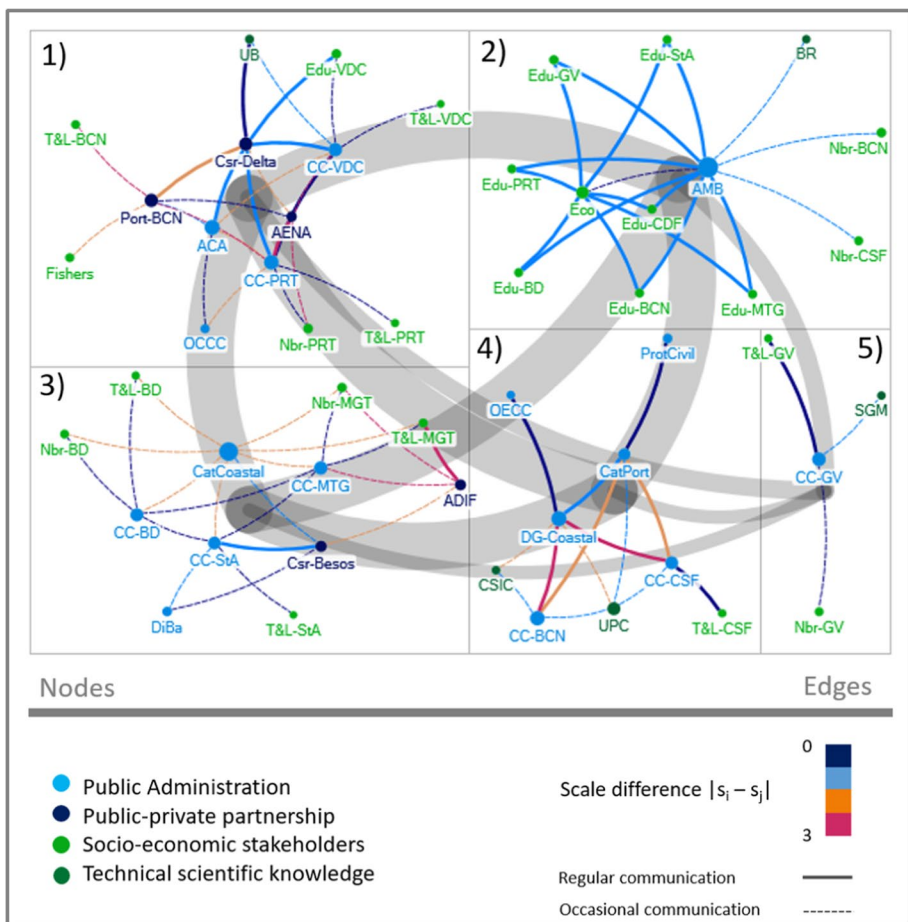 1)
UB
Edu-VDC
T&L-VDC
T&L-BCN
Csr-Delta
CC-VDC
Port-BCN
AENA
ACA
CC-PRT
Fishers
OCCC
Nbr-PRT
T&L-PRT
2)
Edu-StA
BR
Edu-GV
Nbr-BCN
Edu-PRT
AMB
Eco
Edu-CDF
Nbr-CSF
Edu-BD
Edu-BCN
Edu-MTG
3)
T&L-BD
Nbr-MGT
Nbr-BD
T&L-MGT
CatCoastal
CC-MTG
ADIF
CC-BD
CC-StA
Csr-Besos
DiBa
T&L-StA
4)
ProtCivil
OECC
CatPort
DG-Coastal
CSIC
CC-CSF
CC-BCN
UPC
T&L-CSF
5)
T&L-GV
SGM
CC-GV
Nbr-GV
Nodes
Edges
Public Administration
Public-private partnership
Socio-economic stakeholders
Technical scientific knowledge
0
Scale difference |si – sj|
3
Regular communication
Occasional communication